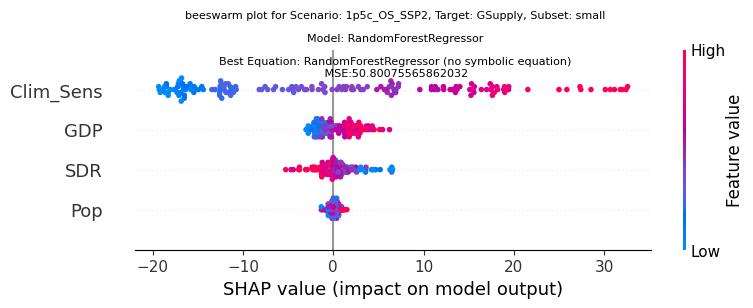 beeswarm plot for Scenario: 1p5c_OS_SSP2, Target: GSupply, Subset: small
Model: RandomForestRegressor
Best Equation: RandomForestRegressor (no symbolic equation)
MSE:50.80075565862032
High
Clim_Sens
GDP
SDR
Pop
Feature value
Low
−20 −10 0 10 20 30
SHAP value (impact on model output)